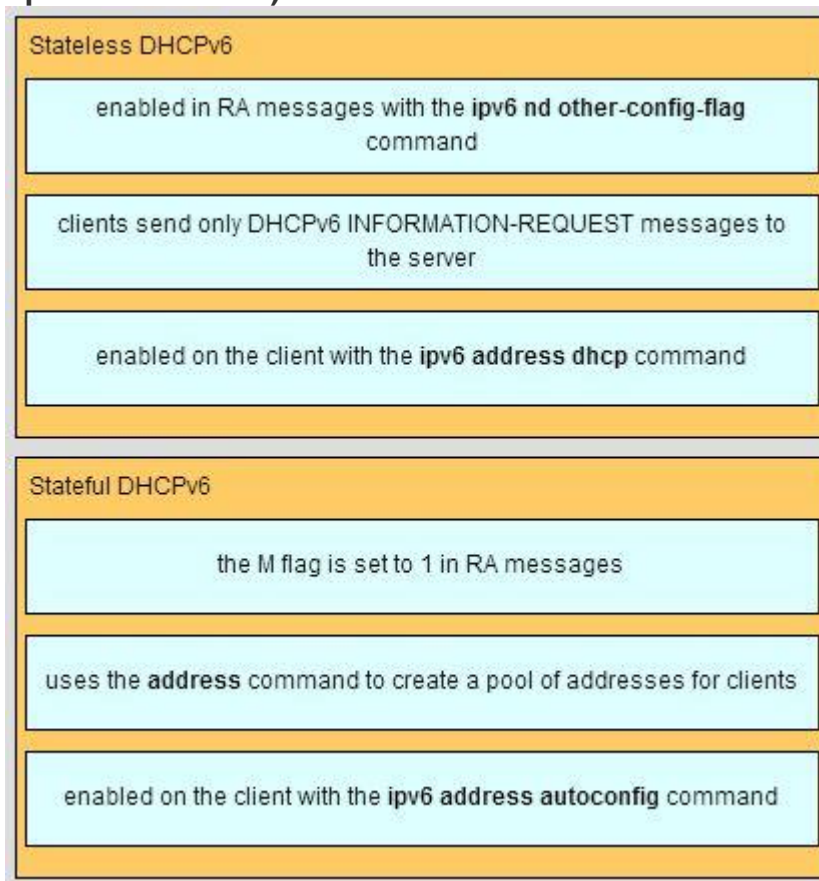 Stateless DHCPv6
enabled in RA messages with the ipv6 nd other-config-flag
command
clients send only DHCPv6 INFORMATION-REQUEST messages to
the server
enabled on the client with the ipv6 address dhcp command
Stateful DHCPv6
the M flag is set to 1 in RA messages
uses the address command to create a pool of addresses for clients
enabled on the client with the ipv6 address autoconfig command